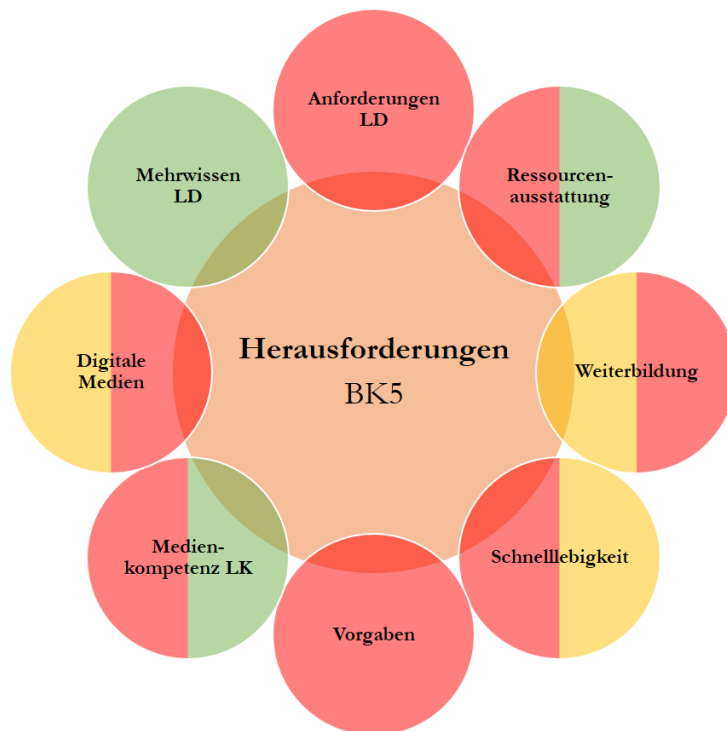 Anforderungen
LD
Mehrwissen
LD
Ressourcen-
ausstattung
Herausforderungen
BK5
Digitale
Medien
Weiterbildung
Medien-
kompetenz LK
Schnelllebigkeit
Vorgaben